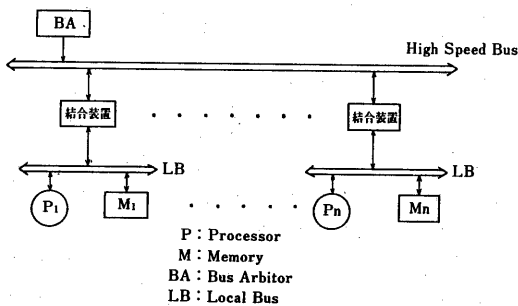 BA
High Speed Bus
結合装置
結合装置
LB
LB
P1
M1
Pn
Mn
P : Processor
M : Memory
BA : Bus Arbitor
LB : Local Bus